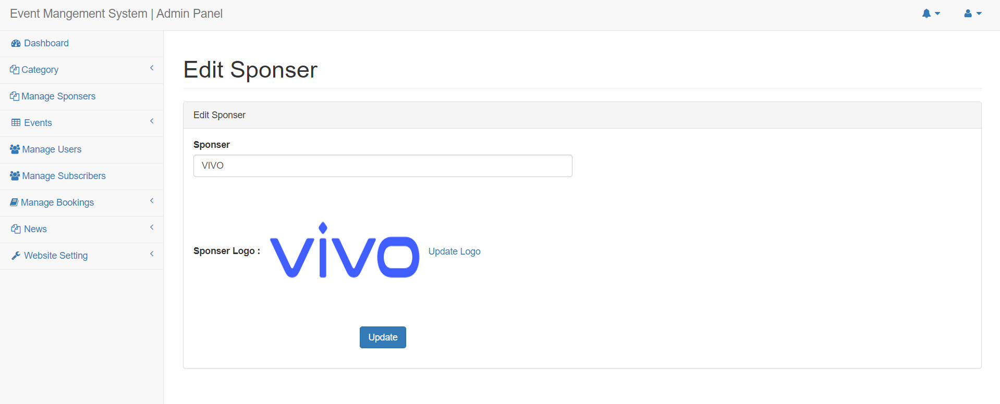 Event Mangement System | Admin Panel
Dashboard
Category
Manage Sponsers
Events
Manage Users
Manage Subscribers
Manage Bookings
News
Website Setting
Edit Sponser
Edit Sponser
Sponser
VIVO
Sponser Logo :
vivo
Update Logo
Update